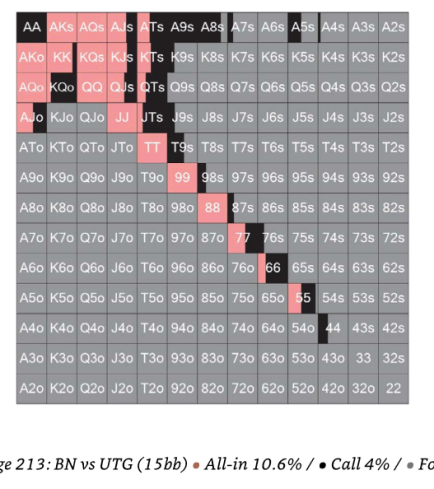 AA AKs AQs AJs ATs A9s A8s A7s A6s A5s A4s A3s A2s
AKo KK KQs KJs KTs K9s K8s K7s K6s K5s K4s K3s K2s
AQo KQo QQ QJs QTs Q9s Q8s Q7s Q6s Q5s Q4s Q3s Q2s
AJo KJo QJo JJ JTs J9s J8s J7s J6s J5s J4s J3s J2s
ATo KTo QTo JTo TT T9s T8s T7s T6s T5s T4s T3s T2s
A9o K9o Q9o J9o T9o 99 98s 97s 96s 95s 94s 93s 92s
A8o K8o Q8o J8o T8o 98o 88 87s 86s 85s 84s 83s 82s
A7o K7o Q7o J7o T7o 97o 87o 77 76s 75s 74s 73s 72s
A6o K6o Q6o J6o T6o 96o 86o 76o 66 65s 64s 63s 62s
A5o K5o Q5o J5o T5o 95o 85o 75o 65o 55 54s 53s 52s
A4o K4o Q4o J4o T4o 94o 84o 74o 64o 54o 44 43s 42s
A3o K3o Q3o J3o T3o 93o 83o 73o 63o 53o 43o 33 32s
A2o K2o Q2o J2o T2o 92o 82o 72o 62o 52o 42o 32o 22
ge 213: BN vs UTG (15bb) • All-in 10.6% / • Call 4% / • Fo